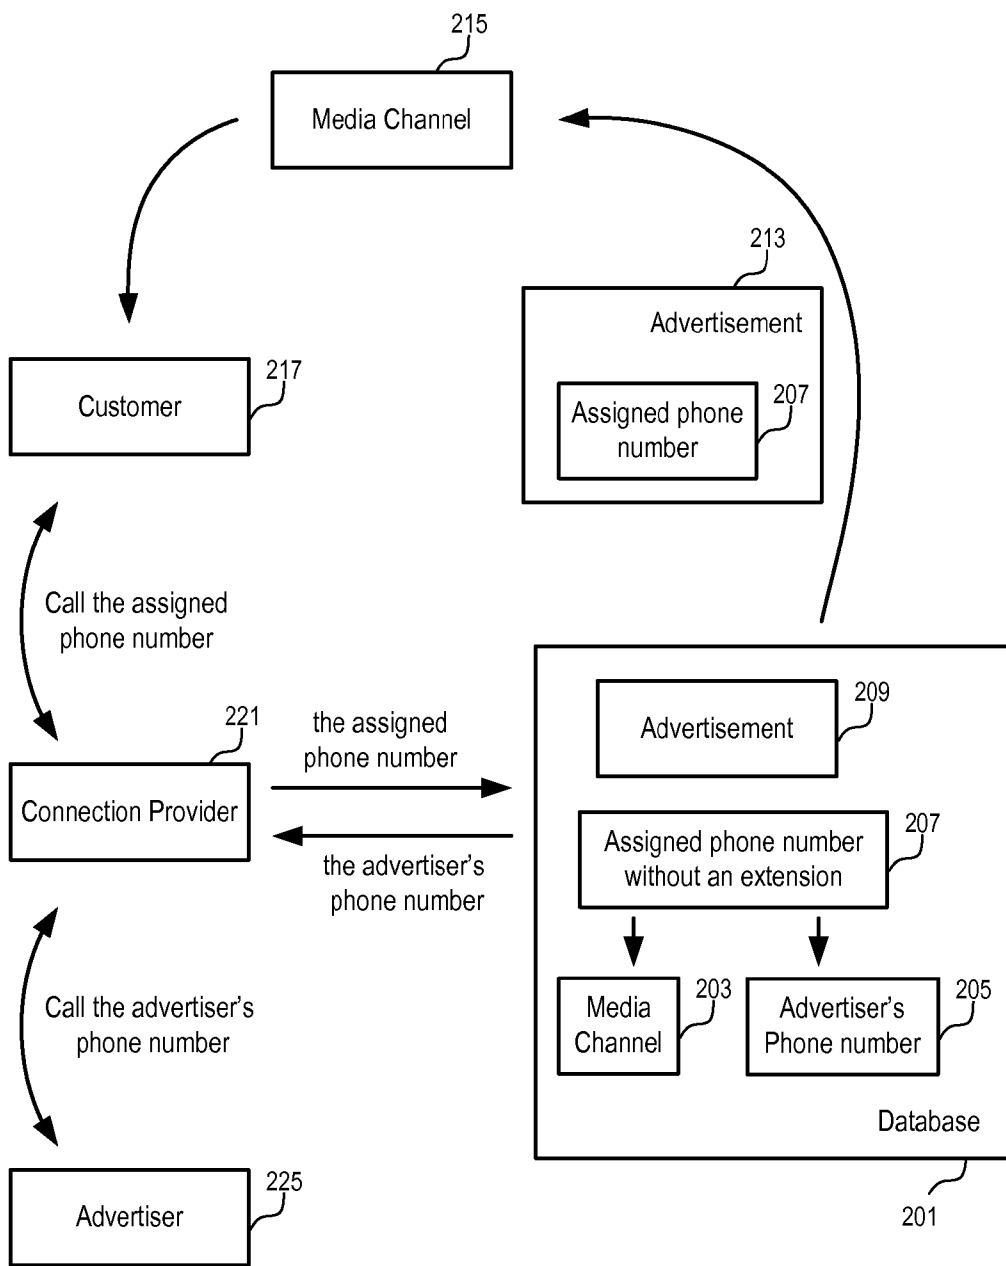 215
Media Channel
213
Advertisement
207
Assigned phone
number
217
Customer
Call the assigned
phone number
221
Connection Provider
the assigned
phone number
the advertiser's
phone number
209
Advertisement
207
Assigned phone number
without an extension
203
Media
Channel
205
Advertiser's
Phone number
Database
201
Call the advertiser's
phone number
225
Advertiser